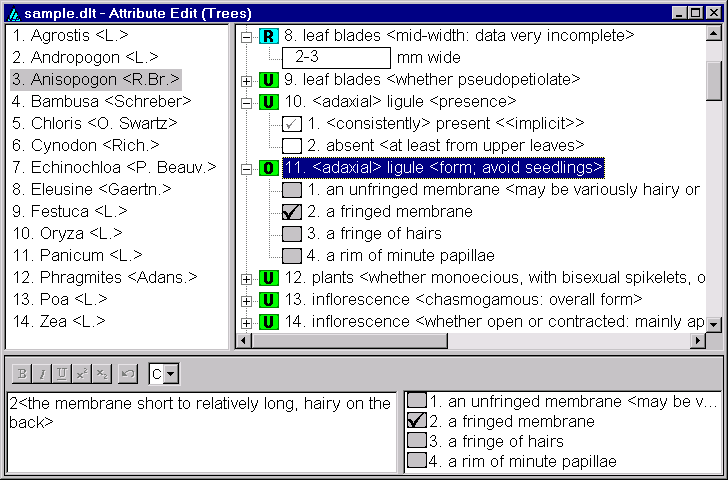 sample.dlt - Attribute Edit (Trees)
1. Agrostis <L.>
2. Andropogon <L.>
3. Anisopogon <R.Br.>
4. Bambusa <Schreber>
5. Chloris <O. Swartz>
6. Cynodon <Rich.>
7. Echinochloa <P. Beauv.>
8. Eleusine <Gaertn.>
9. Festuca <L.>
10. Oryza <L.>
11. Panicum <L.>
12. Phragmites <Adans.>
13. Poa <L.>
14. Zea <L.>
R 8. leaf blades <mid-width: data very incomplete>
2-3 mm wide
U 9. leaf blades <whether pseudopetiolate>
U 10. <adaxial> ligule <presence>
1. <consistently> present <<implicit>>
2. absent <at least from upper leaves>
O 11. <adaxial> ligule <form; avoid seedlings>
1. an unfringed membrane <may be variously hairy or
2. a fringed membrane
3. a fringe of hairs
4. a rim of minute papillae
U 12. plants <whether monoecious, with bisexual spikelets, o
U 13. inflorescence <chasmogamous: overall form>
U 14. inflorescence <whether open or contracted: mainly ap
B I U x² x₂ C
2<the membrane short to relatively long, hairy on the
back>
1. an unfringed membrane <may be v...
2. a fringed membrane
3. a fringe of hairs
4. a rim of minute papillae